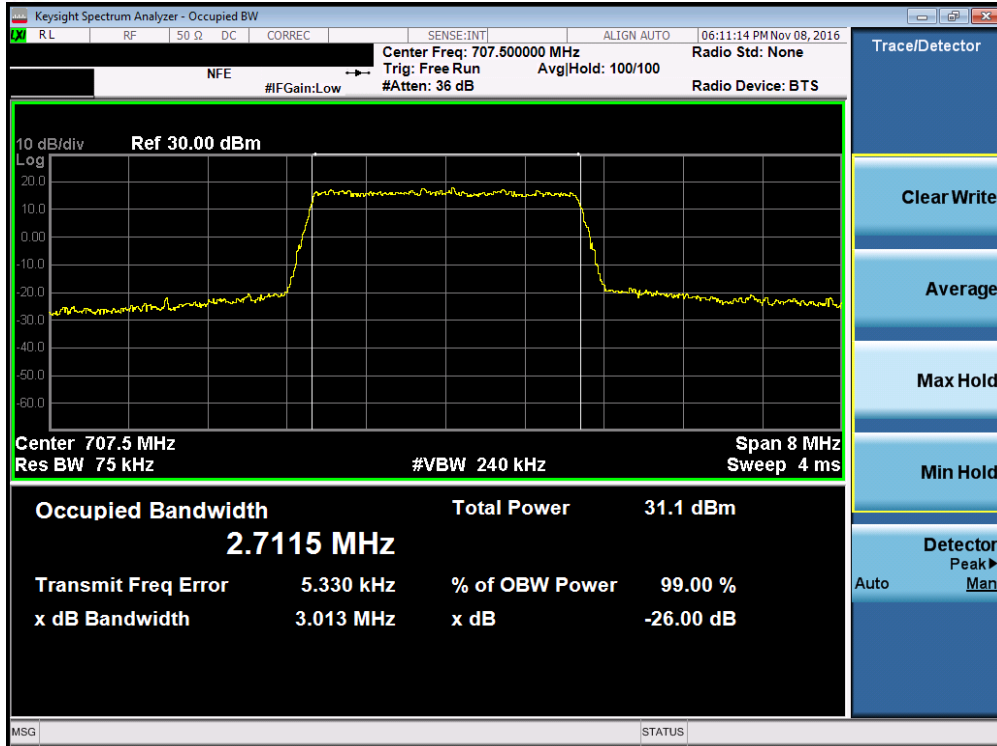 Keysight Spectrum Analyzer - Occupied BW
LXI RL RF 50 Ω DC CORREC SENSE:INT ALIGN AUTO 06:11:14 PM Nov 08, 2016
Center Freq: 707.500000 MHz Radio Std: None
NFE Trig: Free Run Avg|Hold: 100/100
#IFGain:Low #Atten: 36 dB Radio Device: BTS
Trace/Detector
10 dB/div Ref 30.00 dBm
Log
20.0
10.0
0.00
-10.0
-20.0
-30.0
-40.0
-50.0
-60.0
Center 707.5 MHz Span 8 MHz
Res BW 75 kHz #VBW 240 kHz Sweep 4 ms
Occupied Bandwidth Total Power 31.1 dBm
2.7115 MHz
Transmit Freq Error 5.330 kHz % of OBW Power 99.00 %
x dB Bandwidth 3.013 MHz x dB -26.00 dB
Clear Write
Average
Max Hold
Min Hold
Detector
Peak▶
Auto Man
MSG STATUS